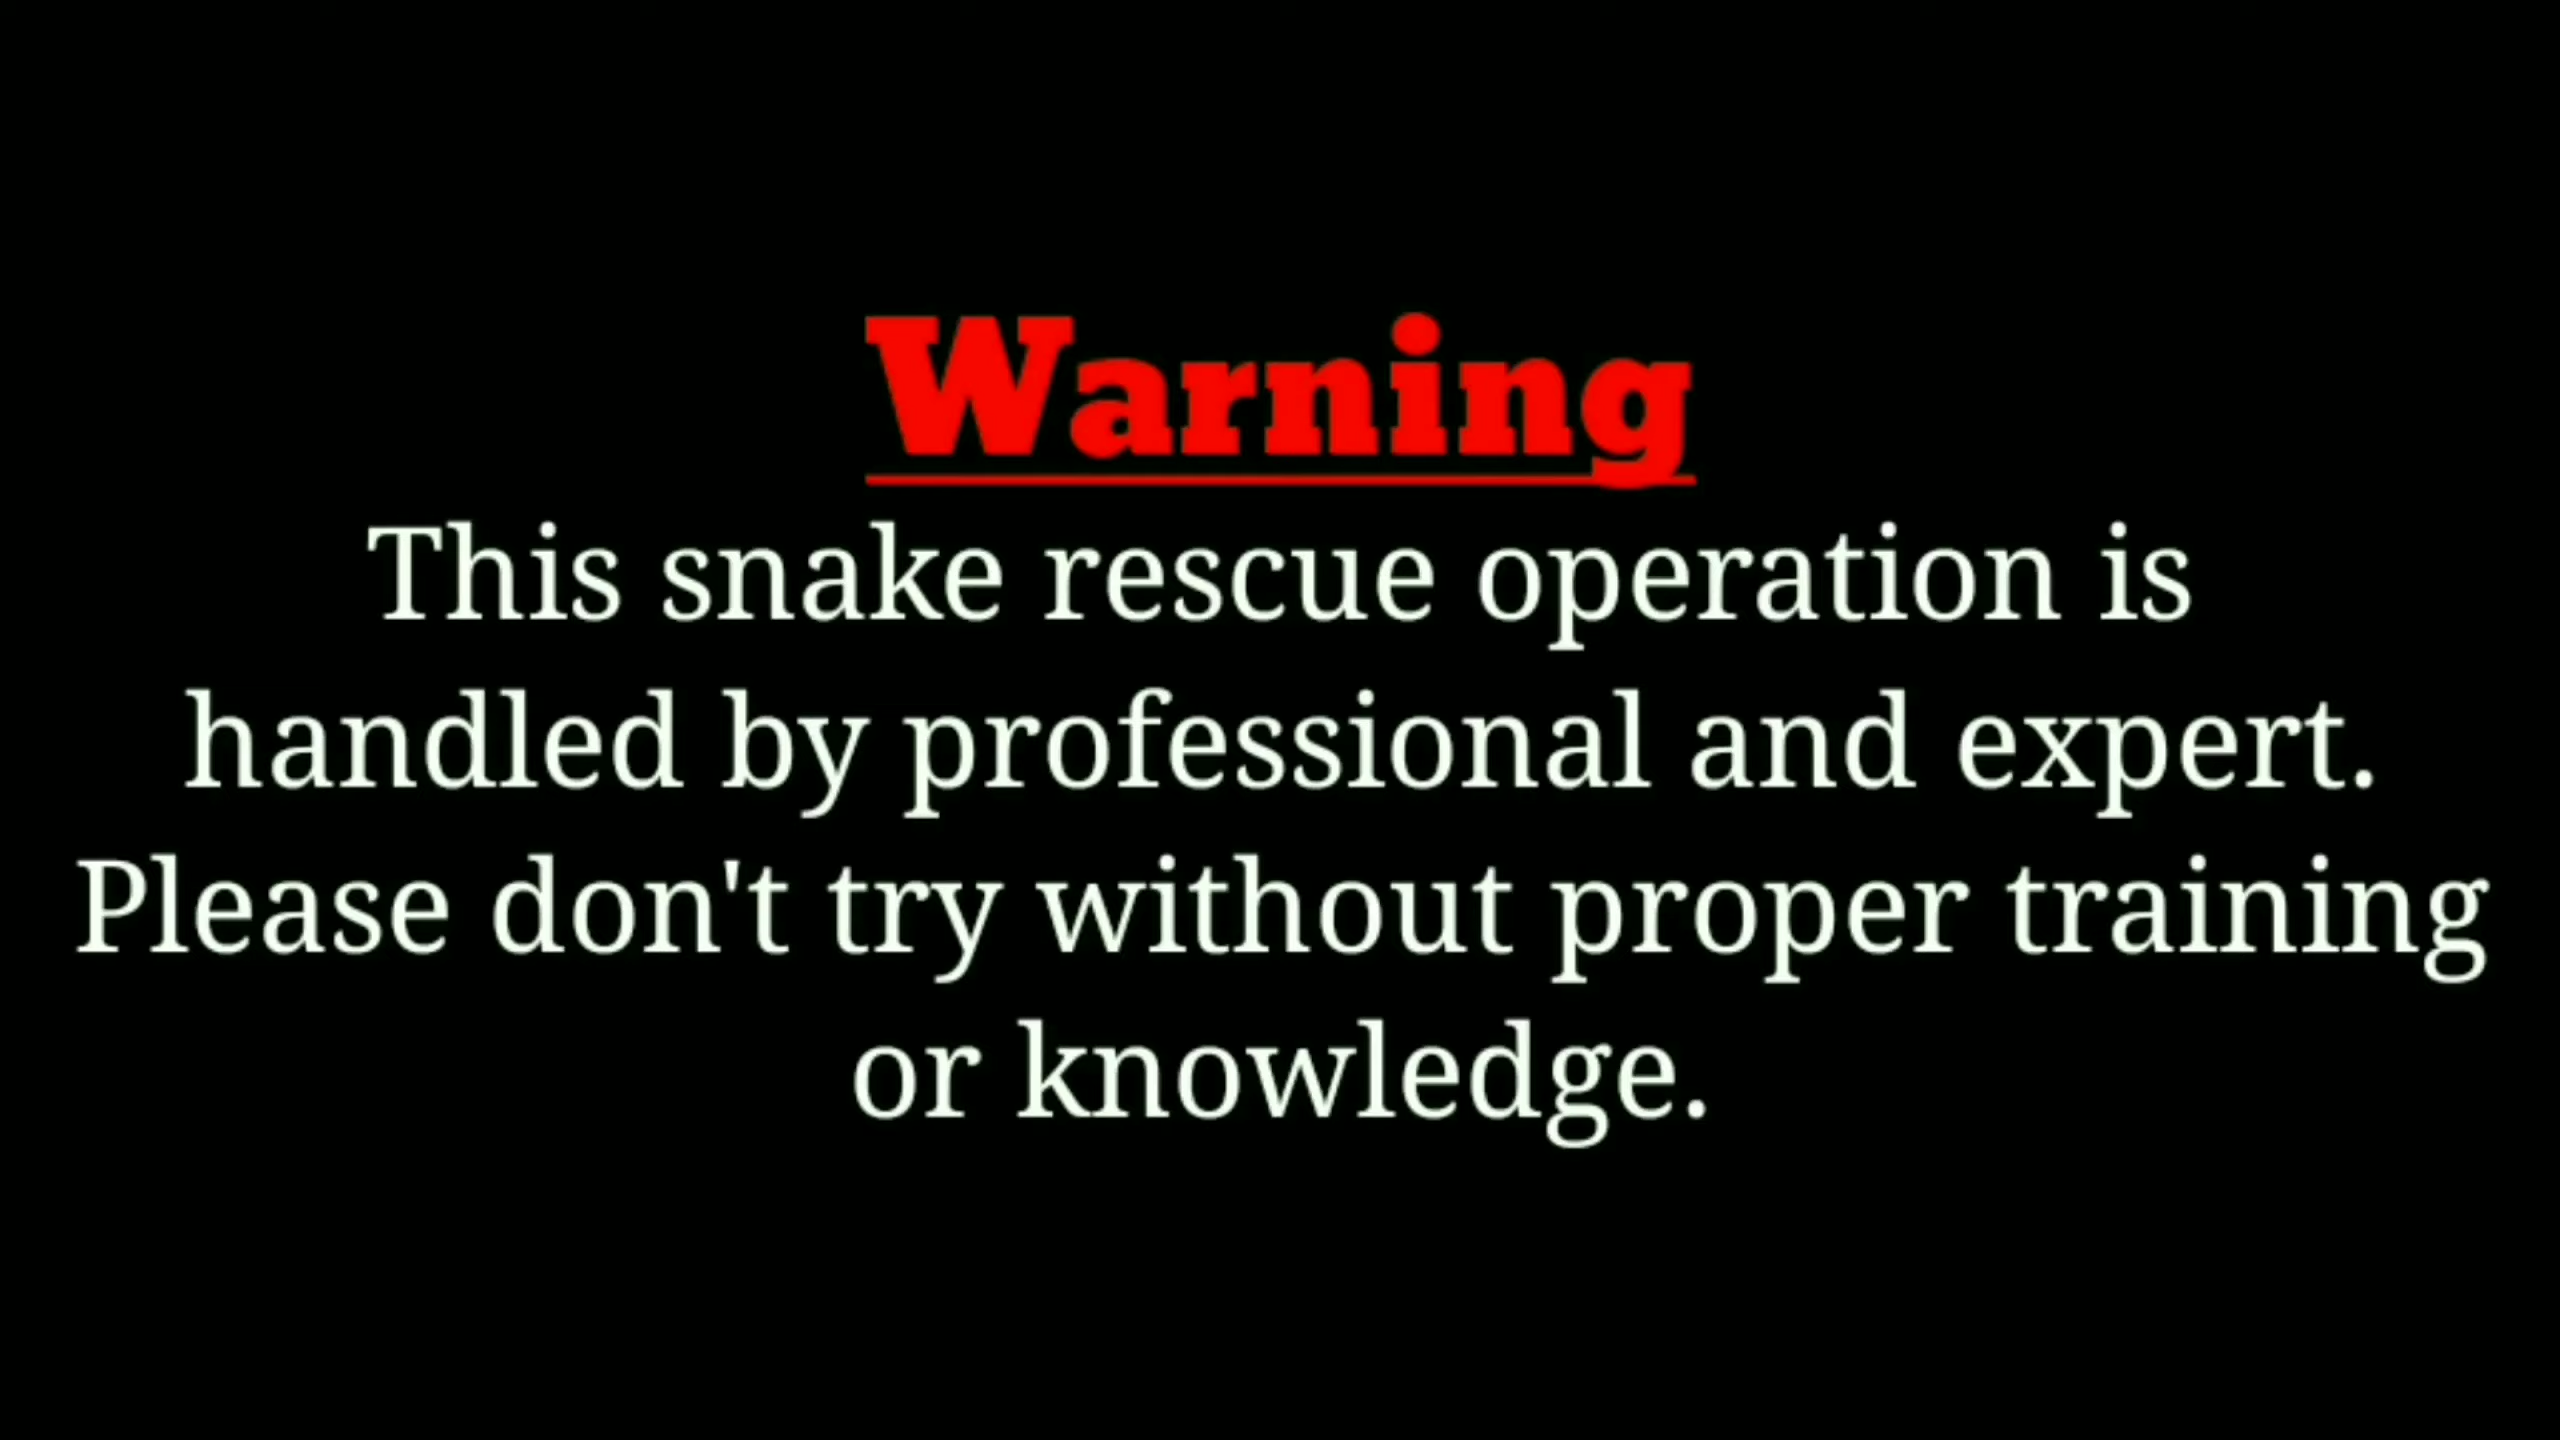 Warning
This snake rescue operation is
handled by professional and expert.
Please don't try without proper training
or knowledge.